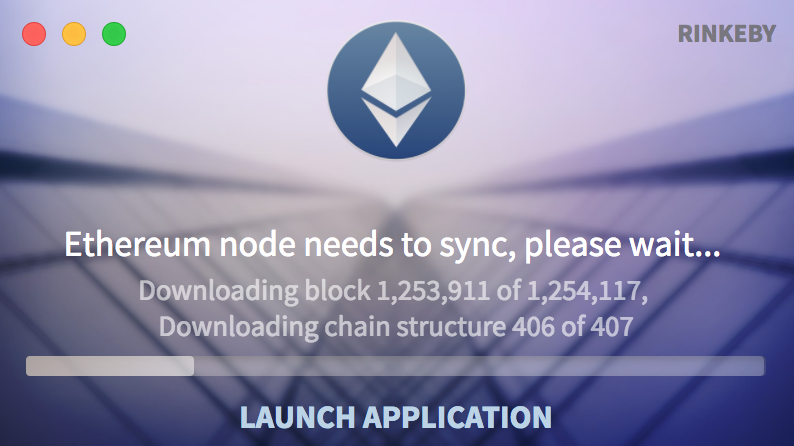 RINKEBY
Ethereum node needs to sync, please wait...
Downloading block 1,253,911 of 1,254,117,
Downloading chain structure 406 of 407
LAUNCH APPLICATION